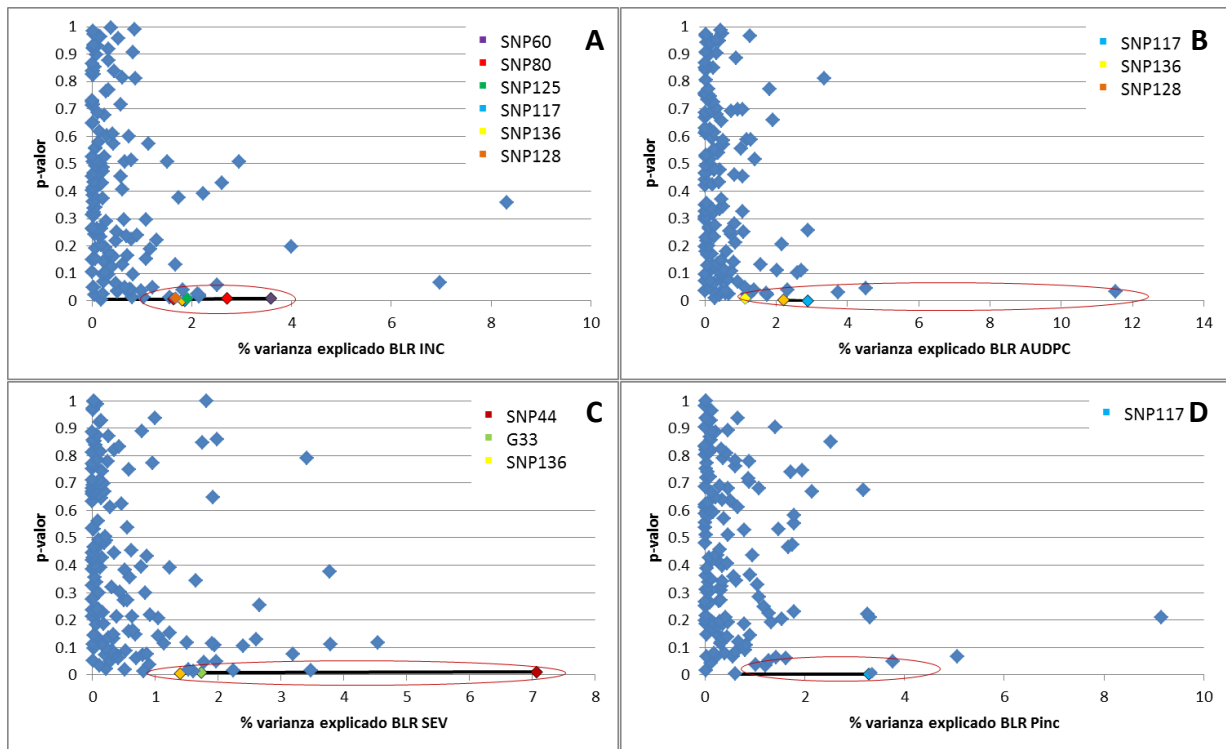 A
SNP60
SNP80
SNP125
SNP117
SNP136
SNP128
p-valor
1
0.9
0.8
0.7
0.6
0.5
0.4
0.3
0.2
0.1
0
0 2 4 6 8 10
% varianza explicado BLR INC
B
SNP117
SNP136
SNP128
p-valor
1
0.9
0.8
0.7
0.6
0.5
0.4
0.3
0.2
0.1
0
0 2 4 6 8 10 12 14
% varianza explicado BLR AUDPC
C
SNP44
G33
SNP136
p-valor
1
0.9
0.8
0.7
0.6
0.5
0.4
0.3
0.2
0.1
0
0 1 2 3 4 5 6 7 8
% varianza explicado BLR SEV
D
SNP117
p-valor
1
0.9
0.8
0.7
0.6
0.5
0.4
0.3
0.2
0.1
0
0 2 4 6 8 10
% varianza explicado BLR Pinc